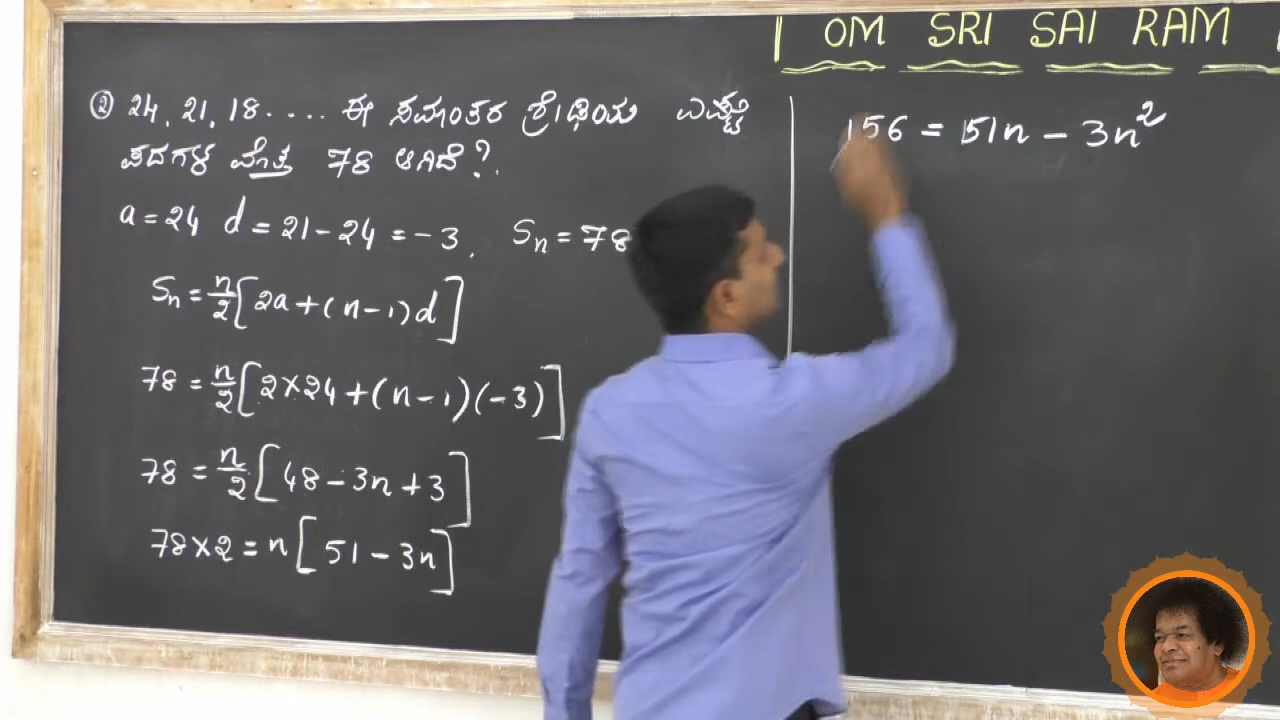 OM SRI SAI RAM
② 24, 21, 18.... ಈ ಸಮಾಂತರ ಶ್ರೇಢಿಯ ಎಷ್ಟು
ಪದಗಳ ಮೊತ್ತ 78 ಆಗಿದೆ?.
a = 24 d = 21 - 24 = -3, Sn = 78
Sn = n/2 [2a + (n-1)d]
78 = n/2 [2×24 + (n-1)(-3)]
78 = n/2 [48 - 3n + 3]
78×2 = n [51 - 3n]
156 = 51n - 3n²